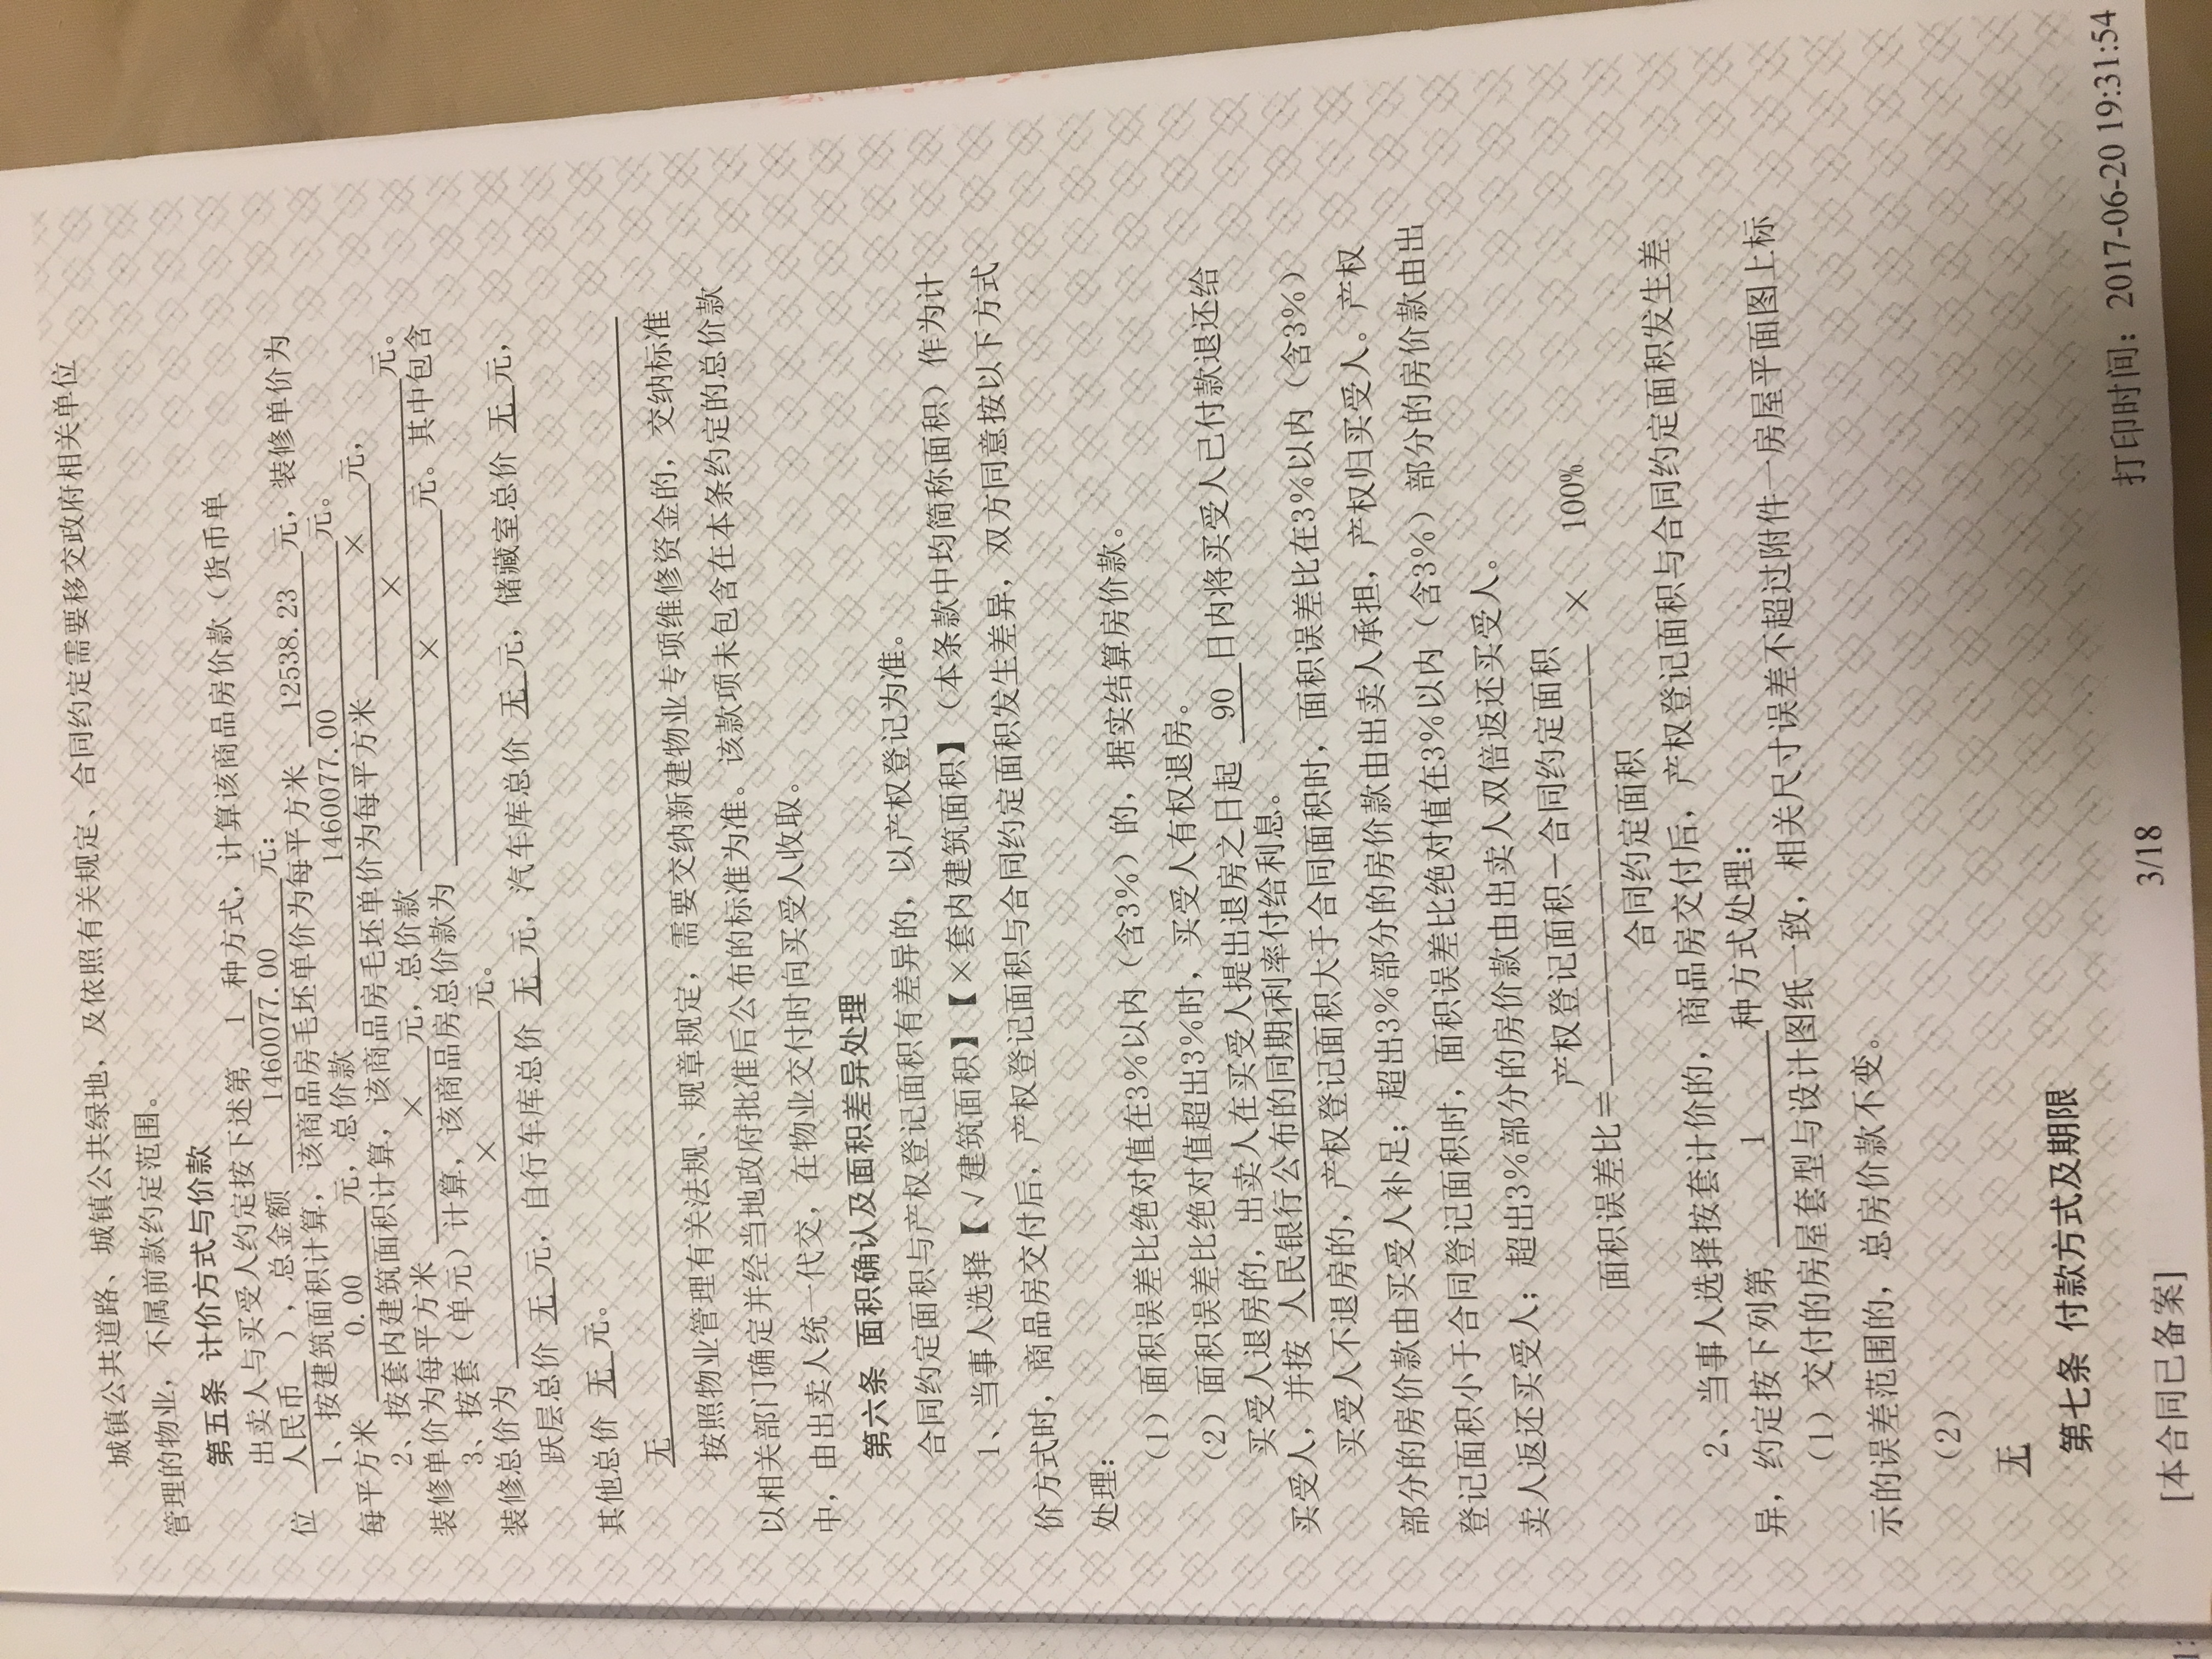 城镇公共道路、城镇公共绿地，及依照有关规定、合同约定需要移交政府相关单位
管理的物业，不属前款约定范围。
第五条 计价方式与价款
出卖人与买受人约定按下述第 1 种方式，计算该商品房价款（货币单
位 人民币 ），总金额 1460077.00 元：
1、按建筑面积计算，该商品房毛坯单价为每平方米 12538.23 元，装修单价为
每平方米 0.00 元，总价款 1460077.00 元。
2、按套内建筑面积计算，该商品房毛坯单价为每平方米 × 元，
装修单价为每平方米 × 元，总价款 × 元。
3、按套（单元）计算，该商品房总价款为 × 元。其中包含
装修总价为 × 元。
跃层总价 无 元，自行车库总价 无 元，汽车库总价 无 元，储藏室总价 无 元，
其他总价 无 元。
无
按照物业管理有关法规、规章规定，需要交纳新建物业专项维修资金的，交纳标准
以相关部门确定并经当地政府批准后公布的标准为准。该款项未包含在本条约定的总价款
中，由出卖人统一代交，在物业交付时向买受人收取。
第六条 面积确认及面积差异处理
合同约定面积与产权登记面积有差异的，以产权登记为准。
1、当事人选择【√建筑面积】【×套内建筑面积】（本条款中均简称面积）作为计
价方式时，商品房交付后，产权登记面积与合同约定面积发生差异，双方同意按以下方式
处理：
（1）面积误差比绝对值在3%以内（含3%）的，据实结算房价款。
（2）面积误差比绝对值超出3%时，买受人有权退房。
买受人退房的，出卖人在买受人提出退房之日起 90 日内将买受人已付款退还给
买受人，并按 人民银行公布的同期利率付给利息。
买受人不退房的，产权登记面积大于合同面积时，面积误差比在3%以内（含3%）
部分的房价款由买受人补足；超出3%部分的房价款由出卖人承担，产权归买受人。产权
登记面积小于合同登记面积时，面积误差比绝对值在3%以内（含3%）部分的房价款由出
卖人返还买受人；超出3%部分的房价款由出卖人双倍返还买受人。
产权登记面积－合同约定面积
面积误差比＝————————————— × 100%
合同约定面积
2、当事人选择按套计价的，商品房交付后，产权登记面积与合同约定面积发生差
异，约定按下列第 1 种方式处理：
（1）交付的房屋套型与设计图纸一致，相关尺寸误差不超过附件一房屋平面图上标
示的误差范围的，总房价款不变。
（2）
无
第七条 付款方式及期限
打印时间：2017-06-20 19:31:54
3/18
[本合同已备案]